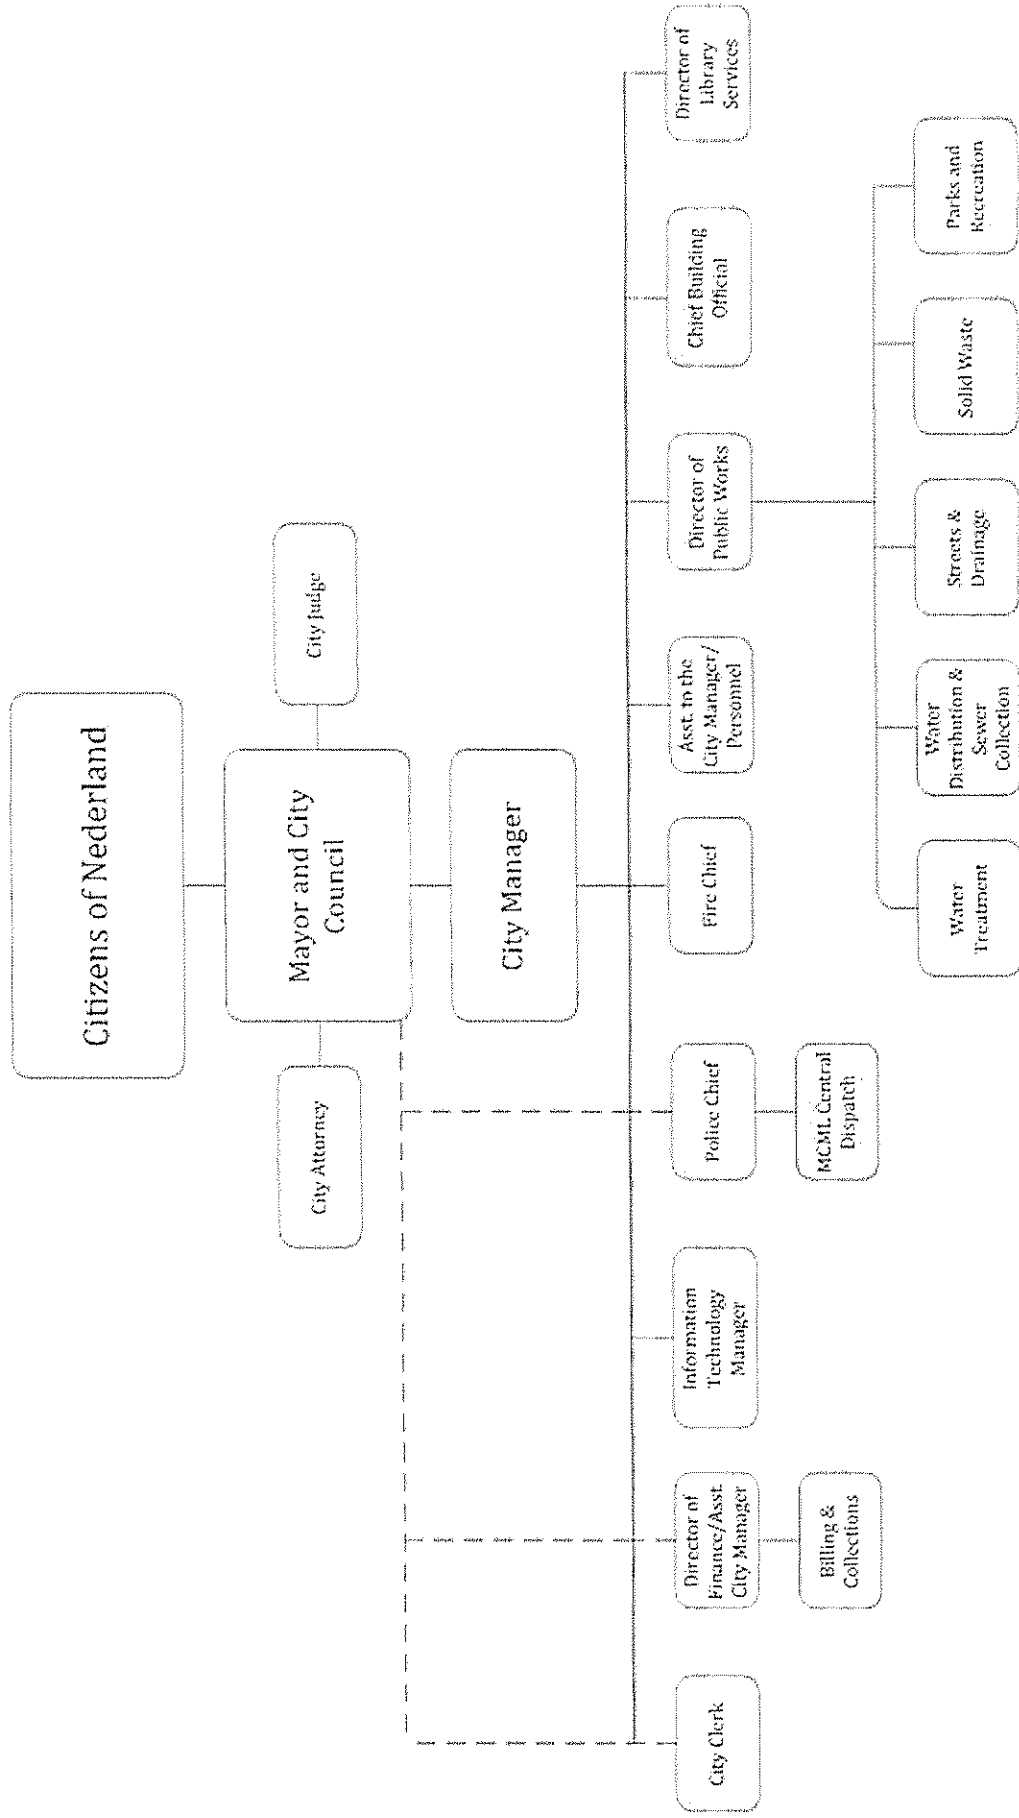 Citizens of Nederland
Mayor and City
Council
City Attorney
City Judge
City Manager
City Clerk
Director of
Finance/Asst.
City Manager
Information
Technology
Manager
Police Chief
Fire Chief
Asst. to the
City Manager/
Personnel
Director of
Public Works
Chief Building
Official
Director of
Library
Services
Billing &
Collections
MCML Central
Dispatch
Water
Treatment
Water
Distribution &
Sewer
Collection
Streets &
Drainage
Solid Waste
Parks and
Recreation